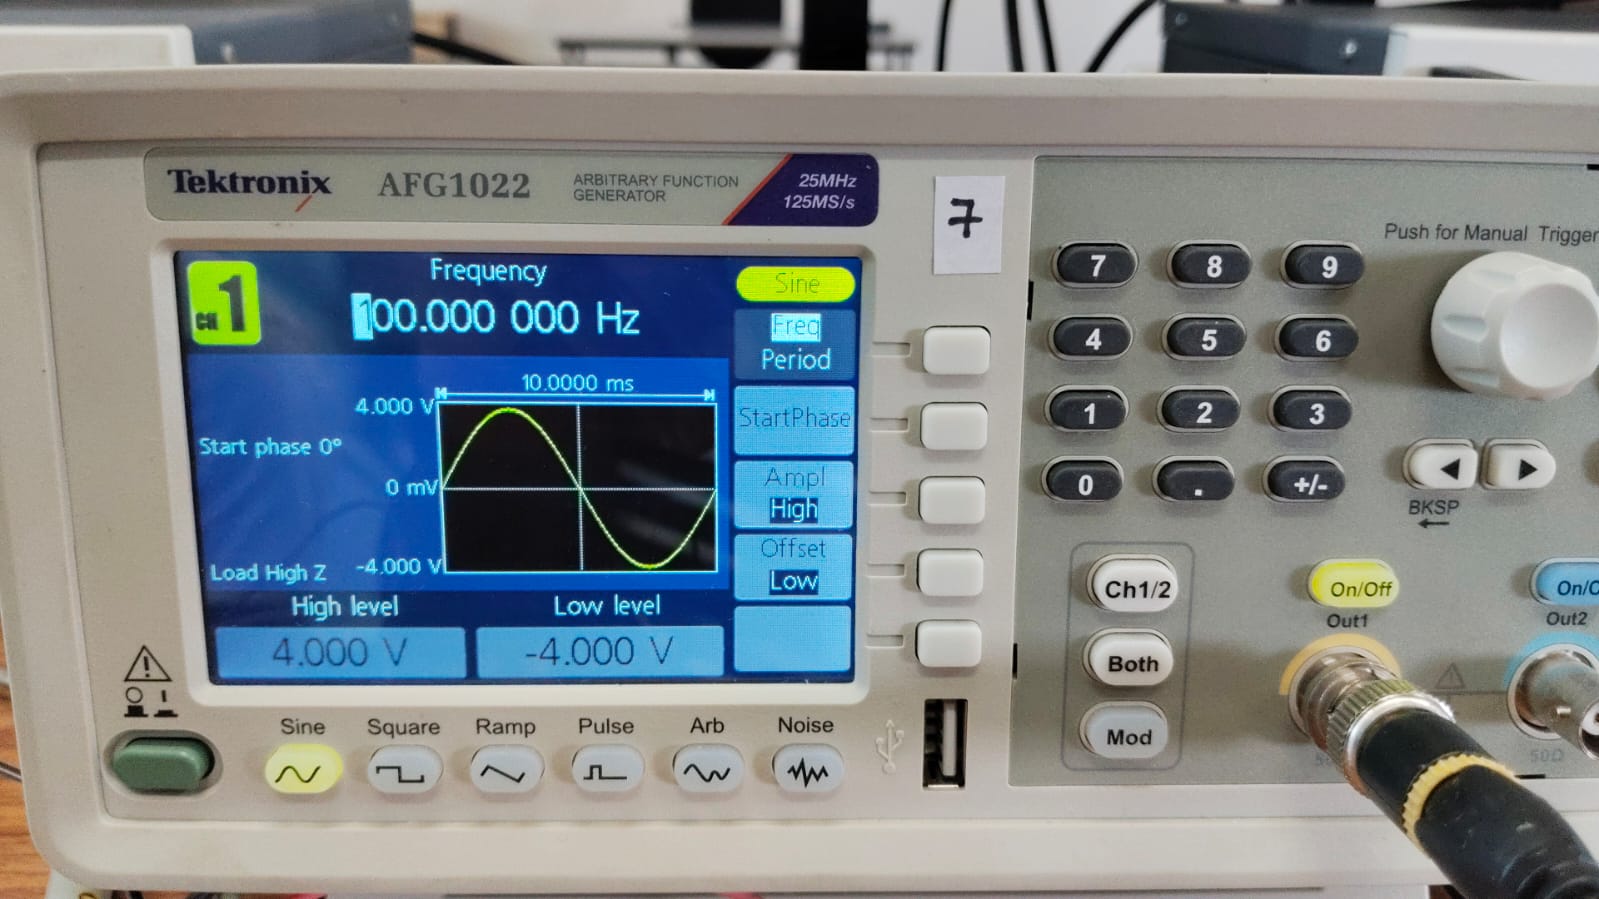 Tektronix AFG1022 ARBITRARY FUNCTION GENERATOR 25MHz 125MS/s
7
CH1
Frequency
100.000 000 Hz
Sine
Freq
Period
10.0000 ms
4.000 V
StartPhase
Start phase 0°
0 mV
Ampl
High
Offset
Low
Load High Z
-4.000 V
High level
Low level
4.000 V
-4.000 V
Sine Square Ramp Pulse Arb Noise
Push for Manual Trigger
7 8 9
4 5 6
1 2 3
0 . +/-
BKSP
Ch1/2
Both
Mod
On/Off
Out1
Out2
50Ω